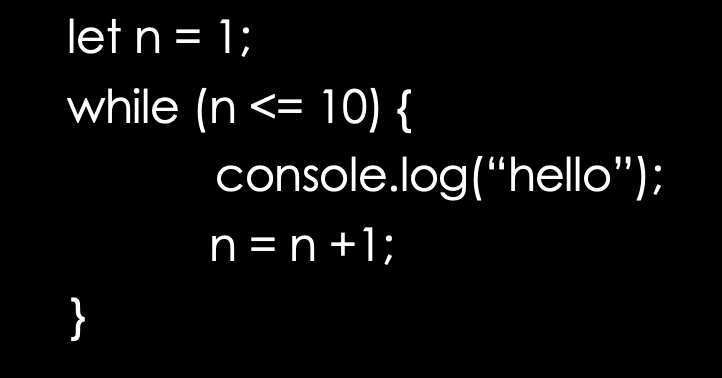 let n = 1;
while (n <= 10) {
console.log(“hello”);
n = n +1;
}